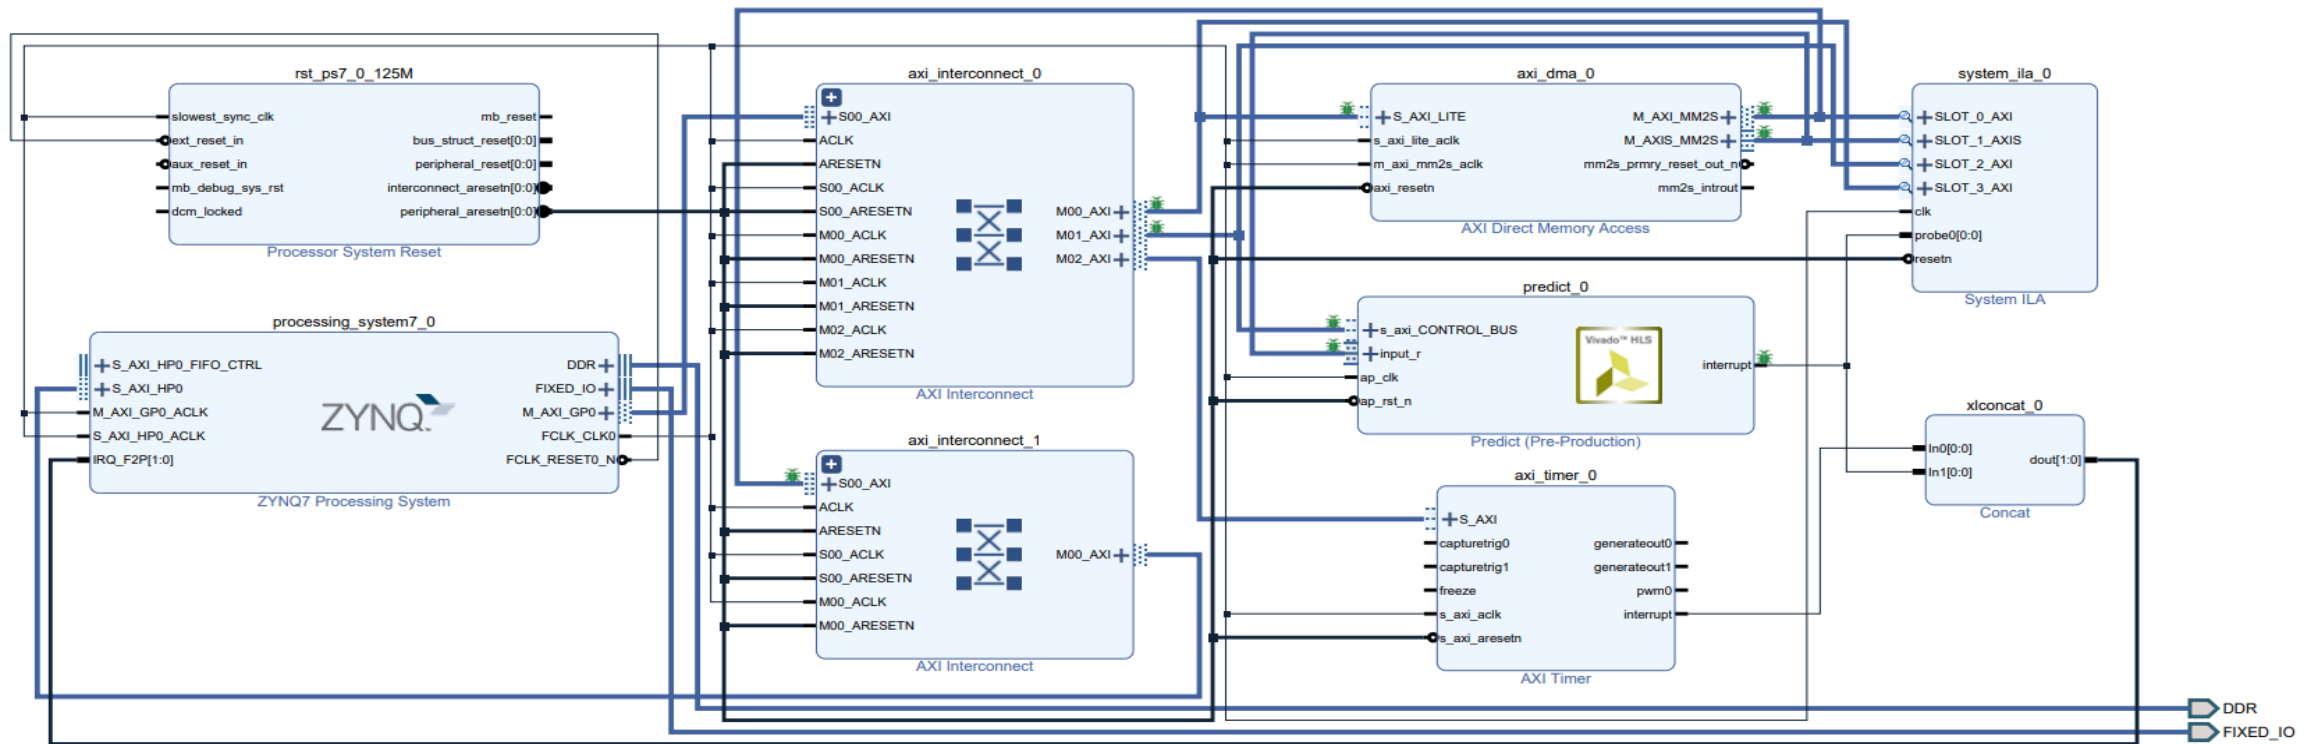 rst_ps7_0_125M
slowest_sync_clk
ext_reset_in
aux_reset_in
mb_debug_sys_rst
dcm_locked
mb_reset
bus_struct_reset[0:0]
peripheral_reset[0:0]
interconnect_aresetn[0:0]
peripheral_aresetn[0:0]
Processor System Reset
processing_system7_0
S_AXI_HP0_FIFO_CTRL
S_AXI_HP0
M_AXI_GP0_ACLK
S_AXI_HP0_ACLK
IRQ_F2P[1:0]
ZYNQ
DDR
FIXED_IO
M_AXI_GP0
FCLK_CLK0
FCLK_RESET0_N
ZYNQ7 Processing System
axi_interconnect_0
S00_AXI
ACLK
ARESETN
S00_ACLK
S00_ARESETN
M00_ACLK
M00_ARESETN
M01_ACLK
M01_ARESETN
M02_ACLK
M02_ARESETN
M00_AXI
M01_AXI
M02_AXI
AXI Interconnect
axi_interconnect_1
S00_AXI
ACLK
ARESETN
S00_ACLK
S00_ARESETN
M00_ACLK
M00_ARESETN
M00_AXI
AXI Interconnect
axi_dma_0
S_AXI_LITE
s_axi_lite_aclk
m_axi_mm2s_aclk
axi_resetn
M_AXI_MM2S
M_AXIS_MM2S
mm2s_prmry_reset_out_n
mm2s_introut
AXI Direct Memory Access
predict_0
s_axi_CONTROL_BUS
input_r
ap_clk
ap_rst_n
Vivado™ HLS
interrupt
Predict (Pre-Production)
axi_timer_0
S_AXI
capturetrig0
capturetrig1
freeze
s_axi_aclk
s_axi_aresetn
generateout0
generateout1
pwm0
interrupt
AXI Timer
system_ila_0
SLOT_0_AXI
SLOT_1_AXIS
SLOT_2_AXI
SLOT_3_AXI
clk
probe0[0:0]
resetn
System ILA
xlconcat_0
In0[0:0]
In1[0:0]
dout[1:0]
Concat
DDR
FIXED_IO